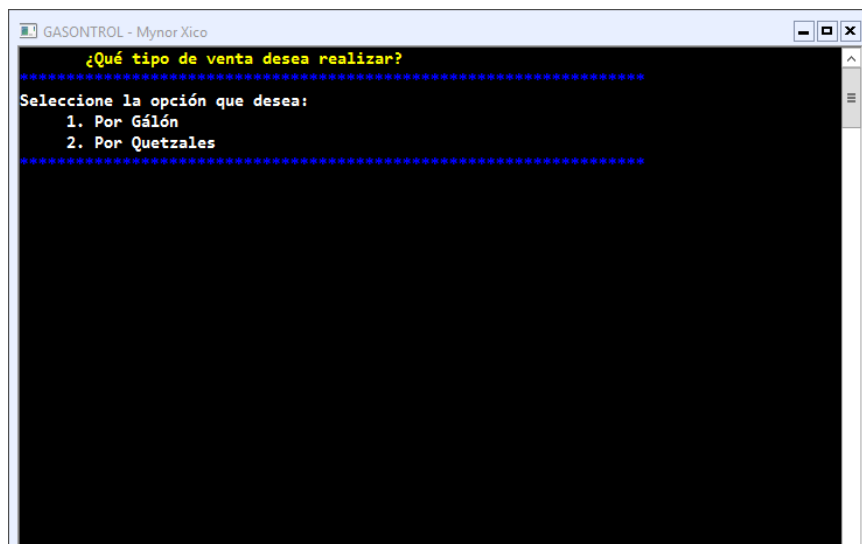 GASONTROL - Mynor Xico
¿Qué tipo de venta desea realizar?
********************************************************************************
Seleccione la opción que desea:
1. Por Gálón
2. Por Quetzales
********************************************************************************